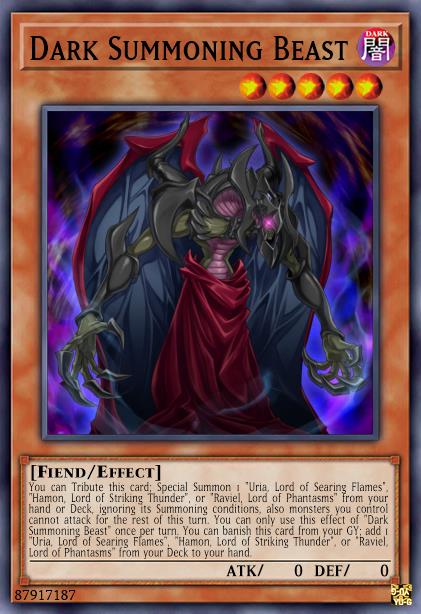 DARK SUMMONING BEAST
DARK
闇
[FIEND/EFFECT]
You can Tribute this card; Special Summon 1 "Uria, Lord of Searing Flames",
"Hamon, Lord of Striking Thunder", or "Raviel, Lord of Phantasms" from your
hand or Deck, ignoring its Summoning conditions, also monsters you control
cannot attack for the rest of this turn. You can only use this effect of "Dark
Summoning Beast" once per turn. You can banish this card from your GY; add 1
"Uria, Lord of Searing Flames", "Hamon, Lord of Striking Thunder", or "Raviel,
Lord of Phantasms" from your Deck to your hand.
ATK/ 0 DEF/ 0
87917187